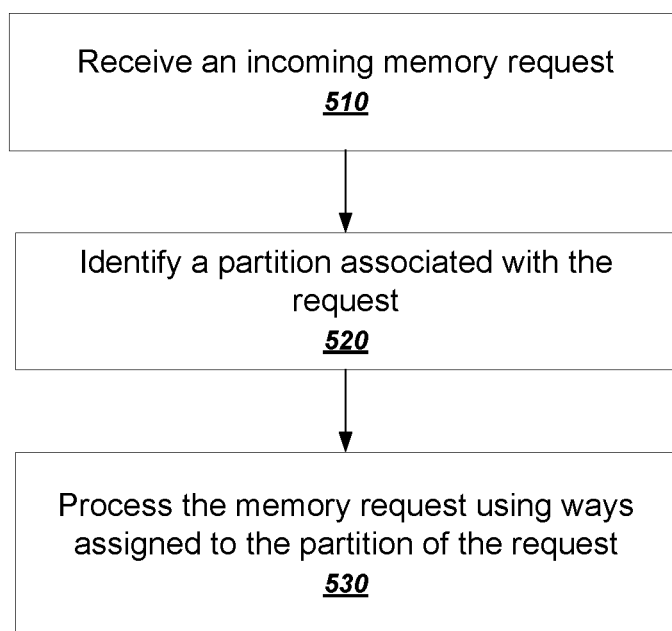 Receive an incoming memory request
510
Identify a partition associated with the
request
520
Process the memory request using ways
assigned to the partition of the request
530